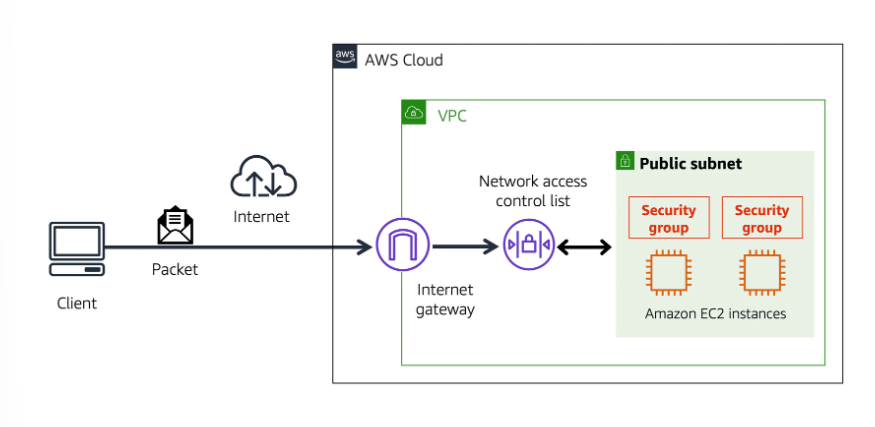 aws
AWS Cloud
VPC
Public subnet
Network access
control list
Internet
Security
group
Security
group
Packet
Client
Internet
gateway
Amazon EC2 instances